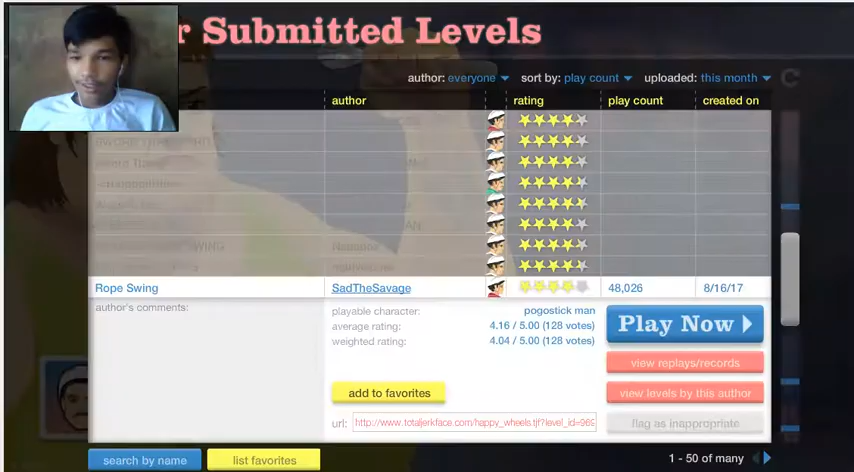 r Submitted Levels
author: everyone sort by: play count uploaded: this month
author rating play count created on
Rope Swing SadTheSavage 48,026 8/16/17
author's comments:
playable character: pogostick man
average rating: 4.16 / 5.00 (128 votes)
weighted rating: 4.04 / 5.00 (128 votes)
Play Now
view replays/records
add to favorites
view levels by this author
url: http://www.totaljerkface.com/happy_wheels.tjf?level_id=969
flag as inappropriate
search by name
list favorites
1 - 50 of many